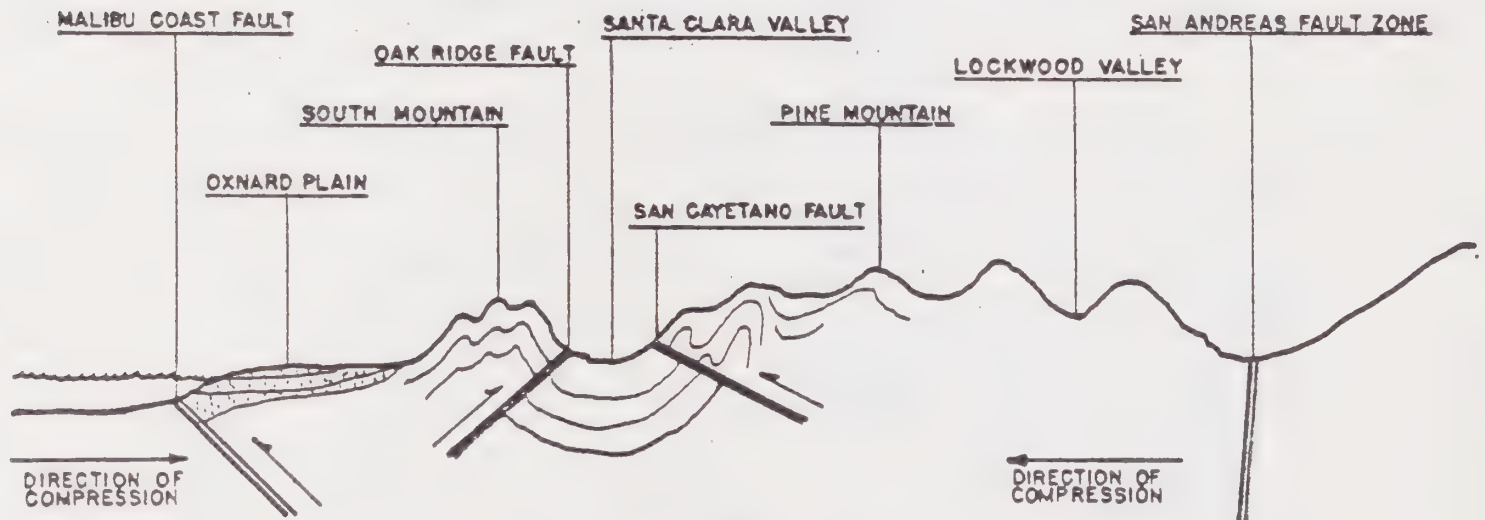 MALIBU COAST FAULT
SANTA CLARA VALLEY
SAN ANDREAS FAULT ZONE
OAK RIDGE FAULT
LOCKWOOD VALLEY
SOUTH MOUNTAIN
PINE MOUNTAIN
OXNARD PLAIN
SAN CAYETANO FAULT
DIRECTION OF
COMPRESSION
DIRECTION OF
COMPRESSION